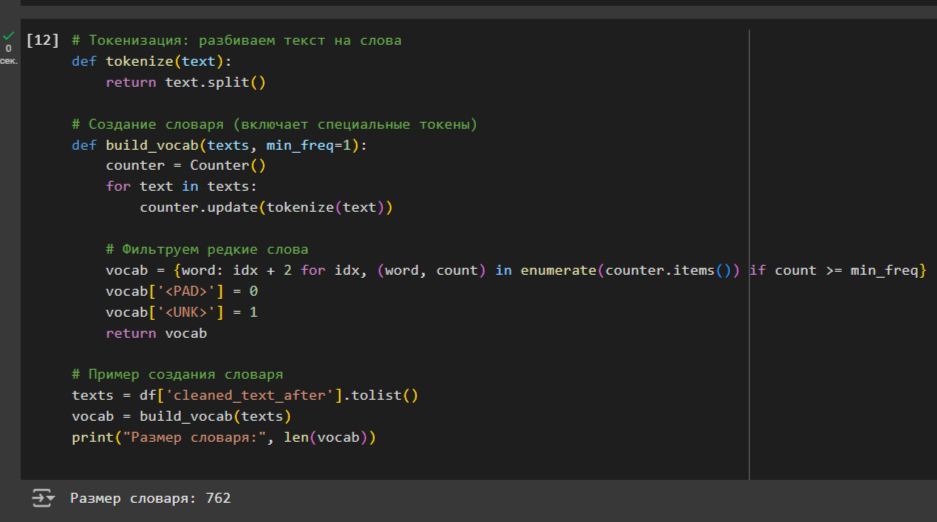 [12] # Токенизация: разбиваем текст на слова
0
сек.
def tokenize(text):
    return text.split()

# Создание словаря (включает специальные токены)
def build_vocab(texts, min_freq=1):
    counter = Counter()
    for text in texts:
        counter.update(tokenize(text))

    # Фильтруем редкие слова
    vocab = {word: idx + 2 for idx, (word, count) in enumerate(counter.items()) if count >= min_freq}
    vocab['<PAD>'] = 0
    vocab['<UNK>'] = 1
    return vocab

# Пример создания словаря
texts = df['cleaned_text_after'].tolist()
vocab = build_vocab(texts)
print("Размер словаря:", len(vocab))

Размер словаря: 762